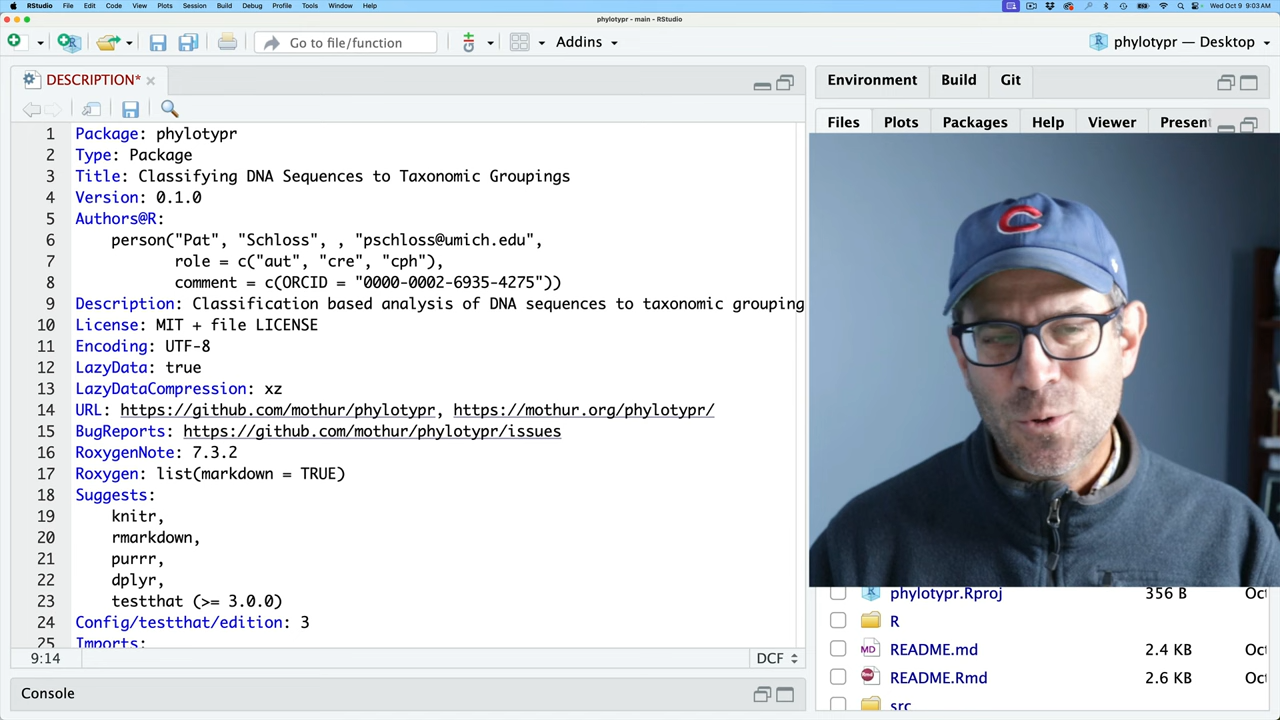 RStudio File Edit Code View Plots Session Build Debug Profile Tools Window Help Wed Oct 9 9:03 AM
phylotypr - main - RStudio
Go to file/function Addins phylotypr — Desktop
DESCRIPTION* Environment Build Git
Files Plots Packages Help Viewer Present
1 Package: phylotypr
2 Type: Package
3 Title: Classifying DNA Sequences to Taxonomic Groupings
4 Version: 0.1.0
5 Authors@R:
6 person("Pat", "Schloss", , "pschloss@umich.edu",
7 role = c("aut", "cre", "cph"),
8 comment = c(ORCID = "0000-0002-6935-4275"))
9 Description: Classification based analysis of DNA sequences to taxonomic grouping
10 License: MIT + file LICENSE
11 Encoding: UTF-8
12 LazyData: true
13 LazyDataCompression: xz
14 URL: https://github.com/mothur/phylotypr, https://mothur.org/phylotypr/
15 BugReports: https://github.com/mothur/phylotypr/issues
16 RoxygenNote: 7.3.2
17 Roxygen: list(markdown = TRUE)
18 Suggests:
19 knitr,
20 rmarkdown,
21 purrr,
22 dplyr,
23 testthat (>= 3.0.0)
24 Config/testthat/edition: 3
25 Imports:
9:14 DCF
Console
C
phylotypr.Rproj 356 B Oct
R
MD README.md 2.4 KB Oct
README.Rmd 2.6 KB Oct
src